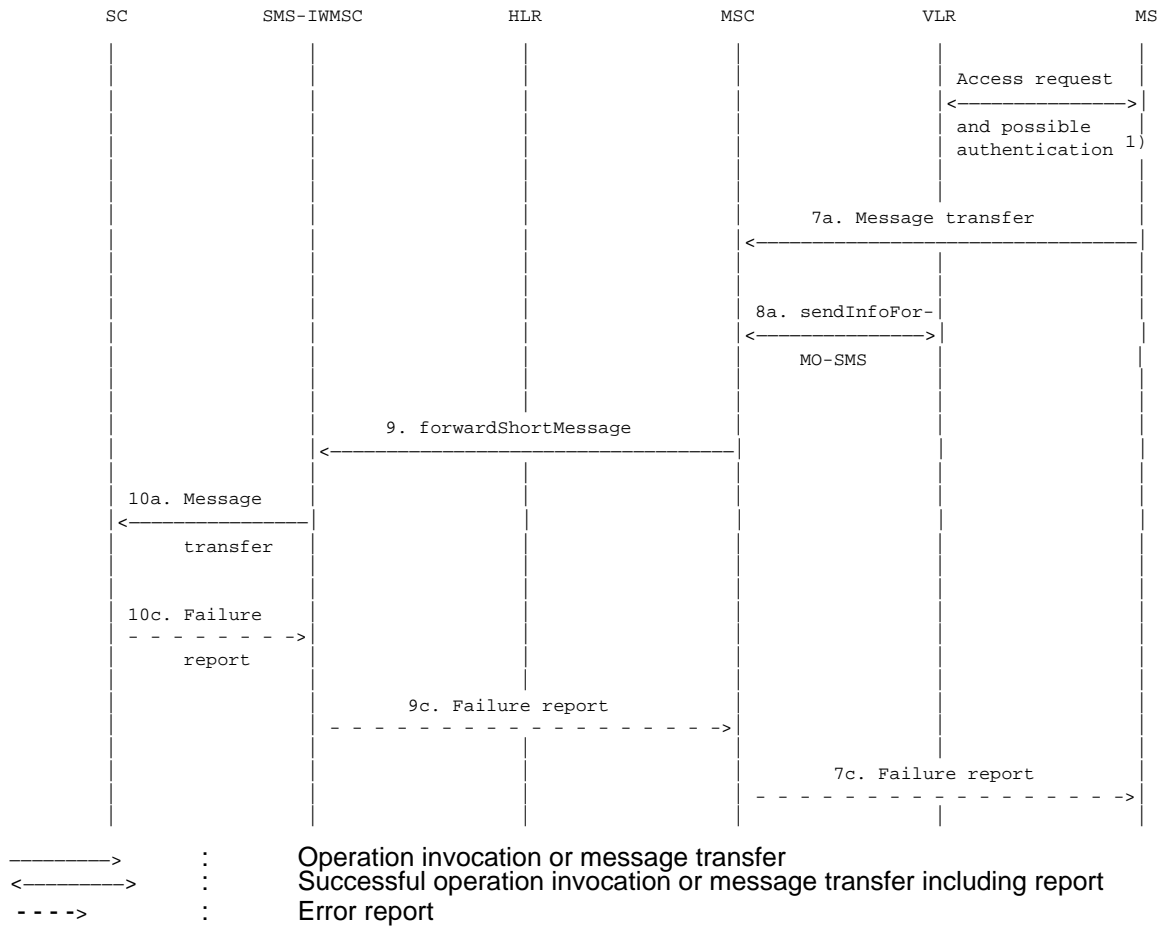 SC SMS-IWMSC HLR MSC VLR MS
Access request
and possible
authentication 1)
7a. Message transfer
8a. sendInfoFor-
MO-SMS
9. forwardShortMessage
10a. Message
transfer
10c. Failure
report
9c. Failure report
7c. Failure report
: Operation invocation or message transfer
: Successful operation invocation or message transfer including report
: Error report